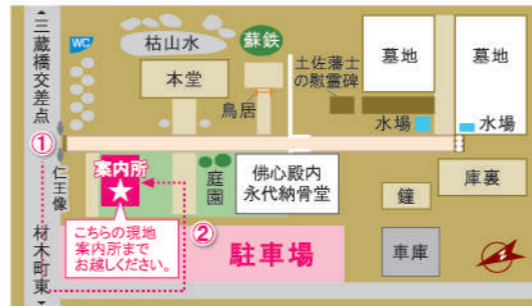 三蔵橋交差点
WC
枯山水
蘇鉄
本堂
鳥居
土佐藩士
の慰霊碑
墓地
墓地
水場
水場
①
仁王像
案内所
★
こちらの現地
案内所まで
お越しください。
庭園
佛心殿内
永代納骨堂
鐘
庫裏
②
駐車場
車庫
材木町東